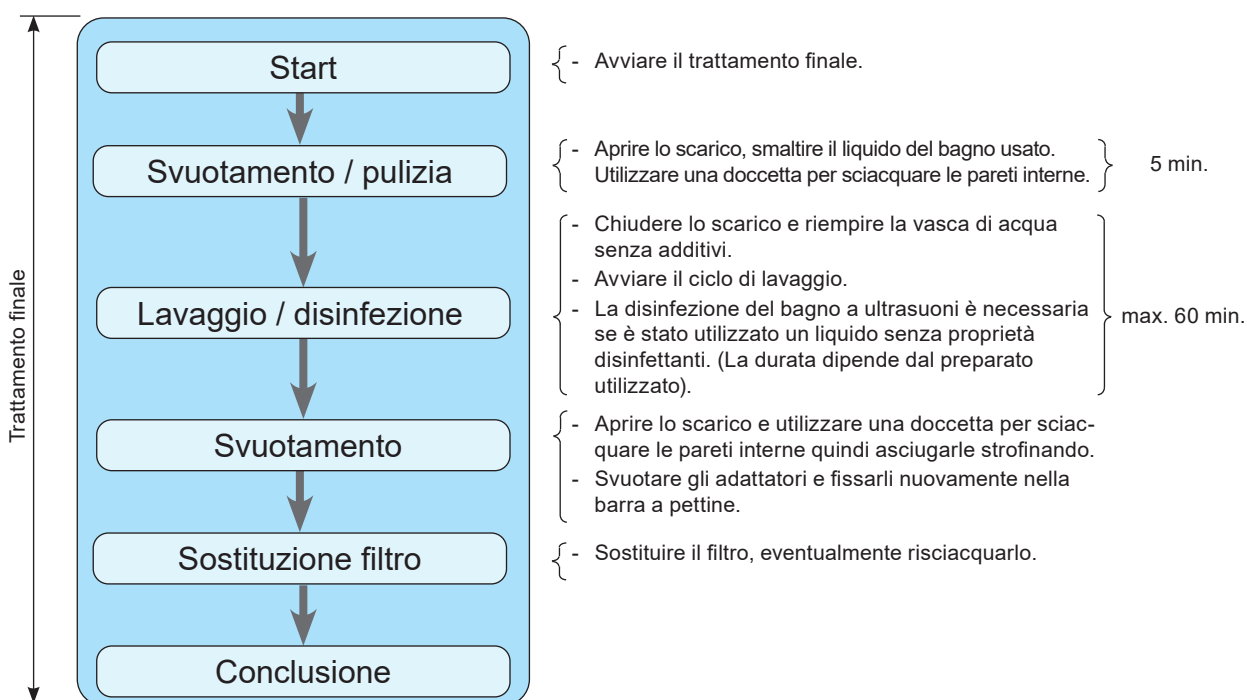 Trattamento finale
Start
- Avviare il trattamento finale.
Svuotamento / pulizia
- Aprire lo scarico, smaltire il liquido del bagno usato.
Utilizzare una doccetta per sciacquare le pareti interne.
5 min.
Lavaggio / disinfezione
- Chiudere lo scarico e riempire la vasca di acqua
senza additivi.
- Avviare il ciclo di lavaggio.
- La disinfezione del bagno a ultrasuoni è necessaria
se è stato utilizzato un liquido senza proprietà
disinfettanti. (La durata dipende dal preparato
utilizzato).
max. 60 min.
Svuotamento
- Aprire lo scarico e utilizzare una doccetta per sciac-
quare le pareti interne quindi asciugarle strofinando.
- Svuotare gli adattatori e fissarli nuovamente nella
barra a pettine.
Sostituzione filtro
- Sostituire il filtro, eventualmente risciacquarlo.
Conclusione